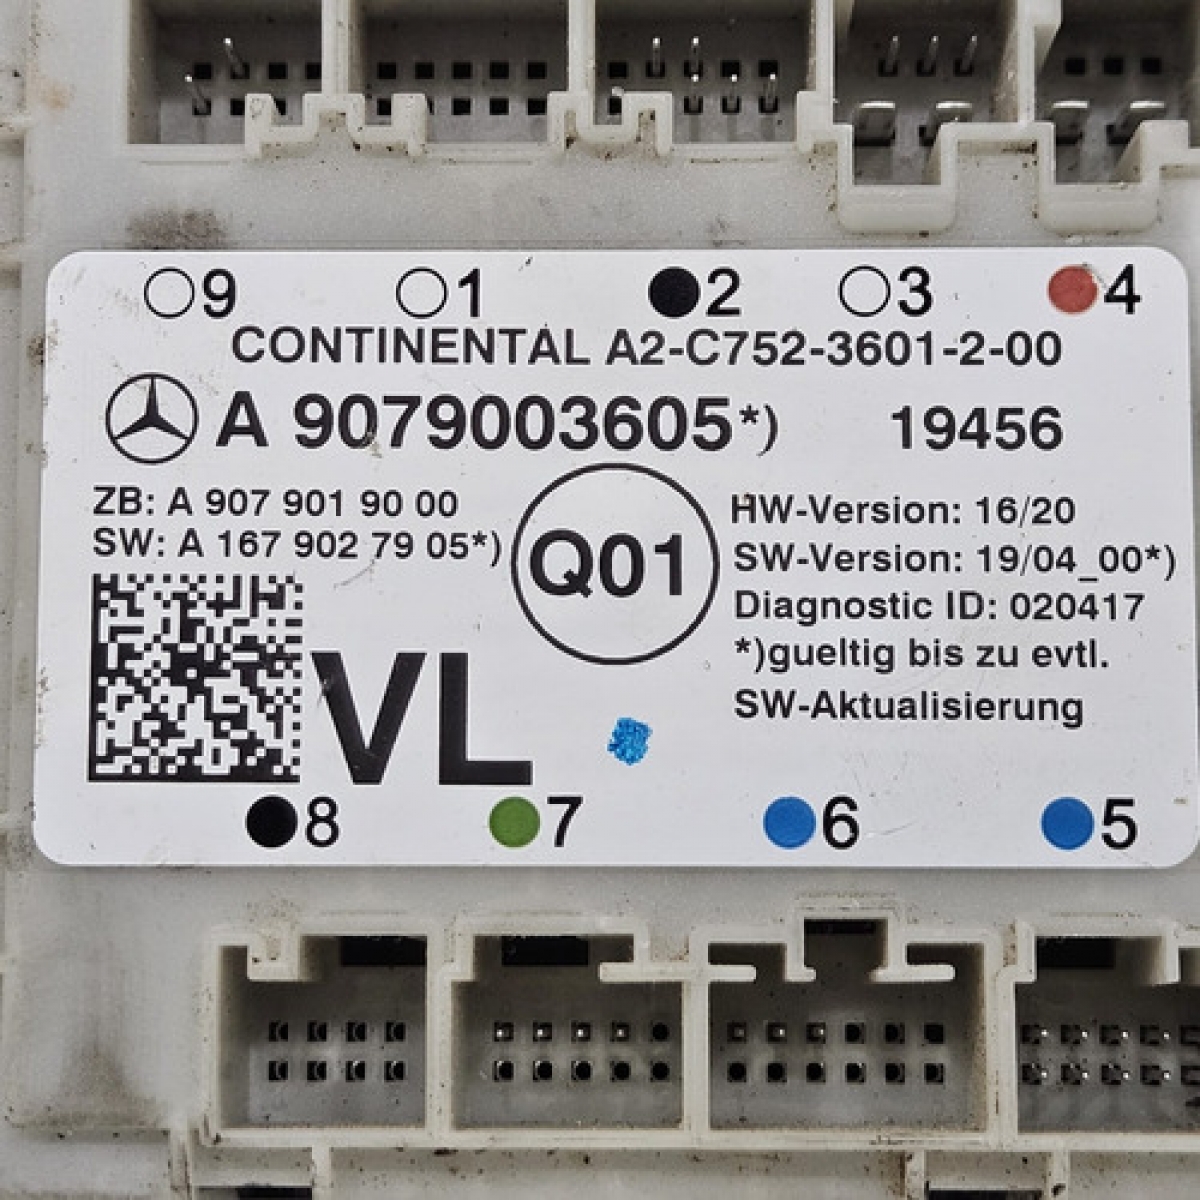 9 1 2 3 4
CONTINENTAL A2-C752-3601-2-00
A 9079003605*) 19456
ZB: A 907 901 90 00
SW: A 167 902 79 05*)
Q01
HW-Version: 16/20
SW-Version: 19/04_00*)
Diagnostic ID: 020417
*)gueltig bis zu evtl.
SW-Aktualisierung
VL
8 7 6 5